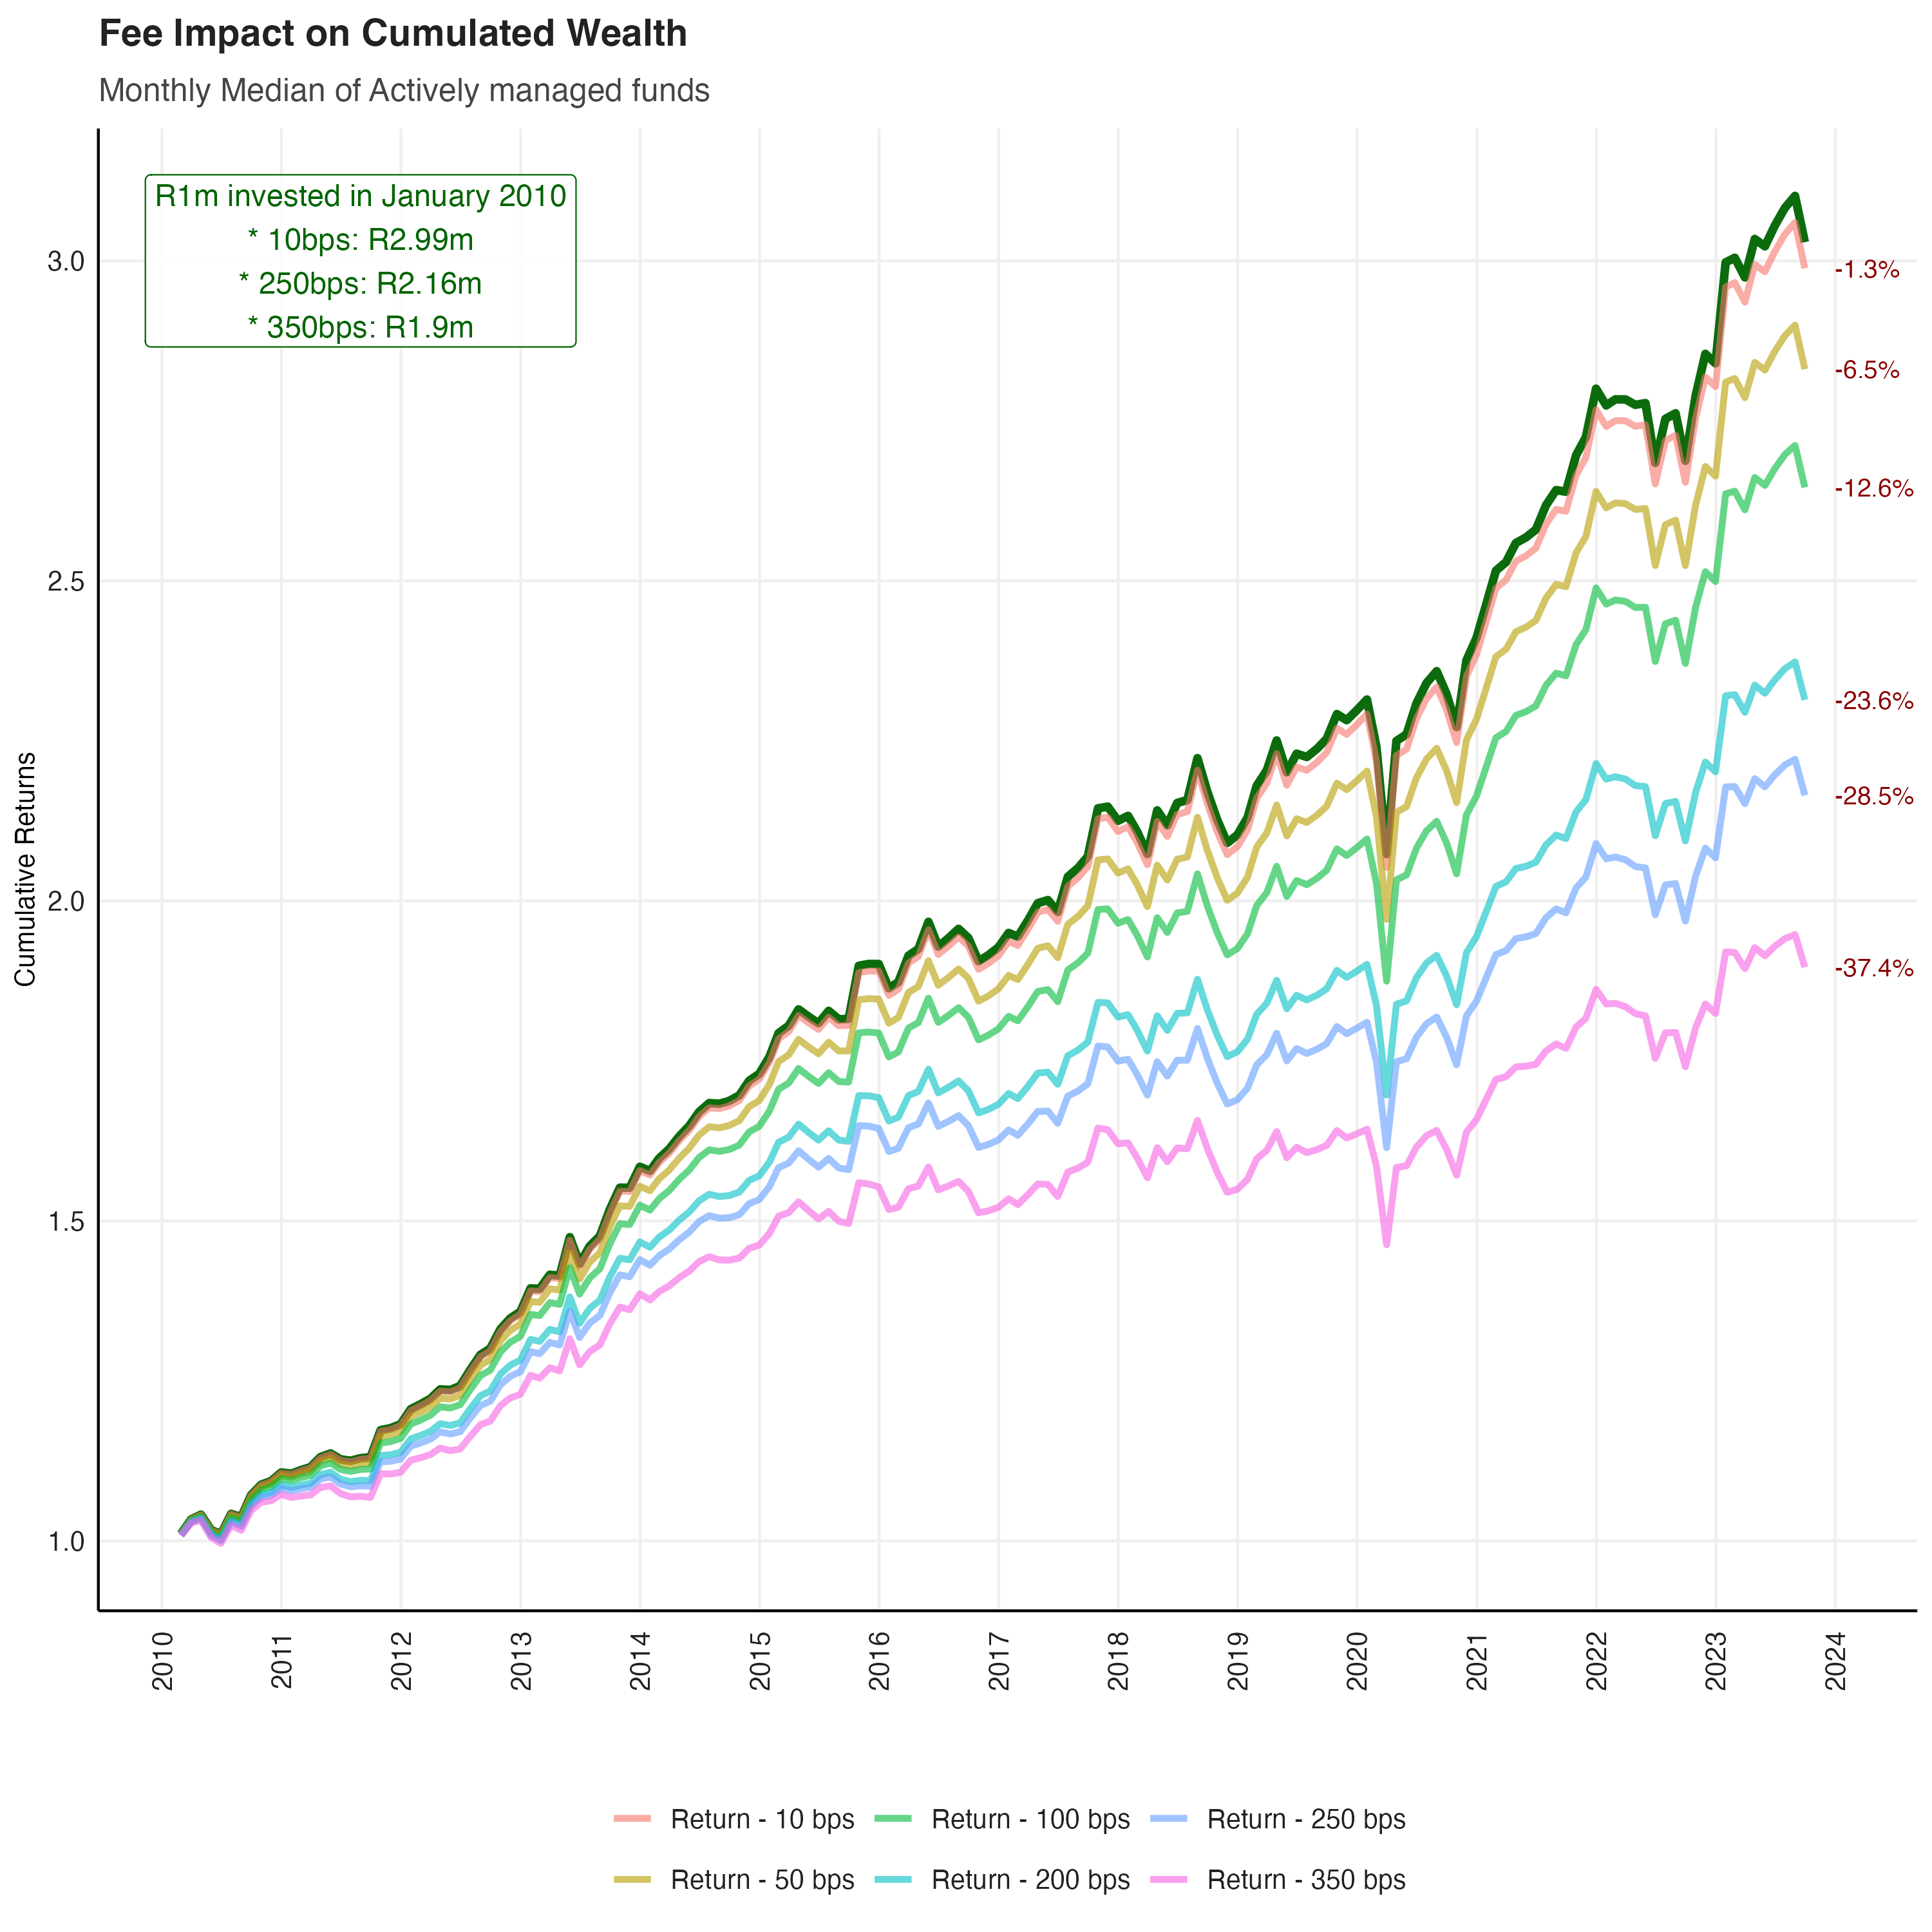 Fee Impact on Cumulated Wealth
Monthly Median of Actively managed funds
R1m invested in January 2010
* 10bps: R2.99m
* 250bps: R2.16m
* 350bps: R1.9m
Cumulative Returns
3.0
2.5
2.0
1.5
1.0
-1.3%
-6.5%
-12.6%
-23.6%
-28.5%
-37.4%
2010
2011
2012
2013
2014
2015
2016
2017
2018
2019
2020
2021
2022
2023
2024
Return - 10 bps
Return - 100 bps
Return - 250 bps
Return - 50 bps
Return - 200 bps
Return - 350 bps